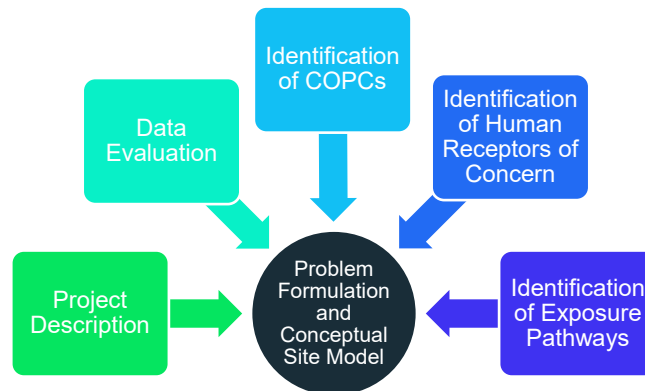 Identification
of COPCs
Data
Evaluation
Identification
of Human
Receptors of
Concern
Project
Description
Problem
Formulation
and
Conceptual
Site Model
Identification
of Exposure
Pathways